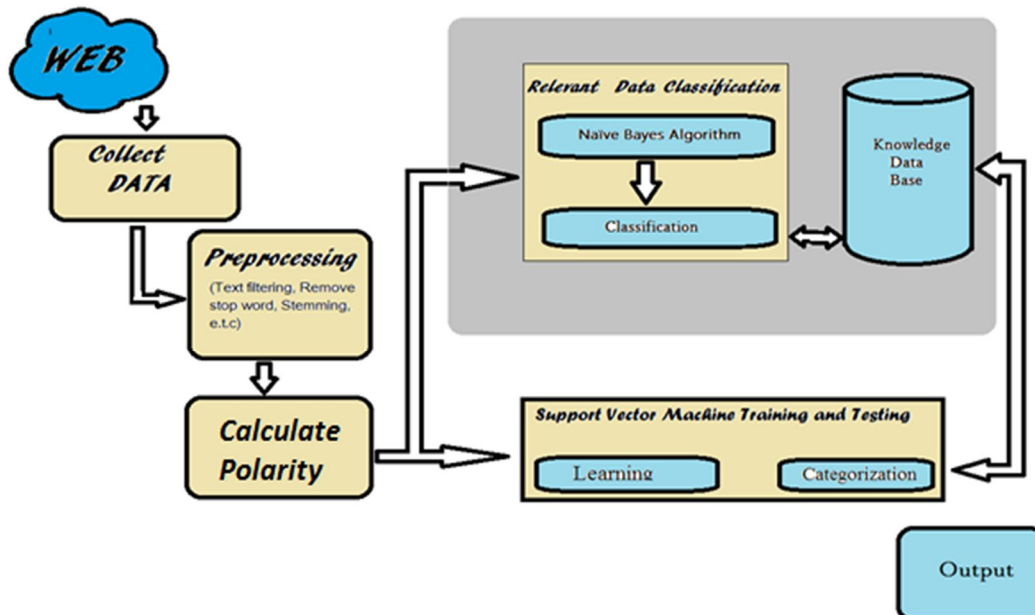 WEB
Collect
DATA
Preprocessing
(Text filtering, Remove
stop word, Stemming,
e.t.c)
Calculate
Polarity
Relevant Data Classification
Naïve Bayes Algorithm
Classification
Knowledge
Data
Base
Support Vector Machine Training and Testing
Learning
Categorization
Output